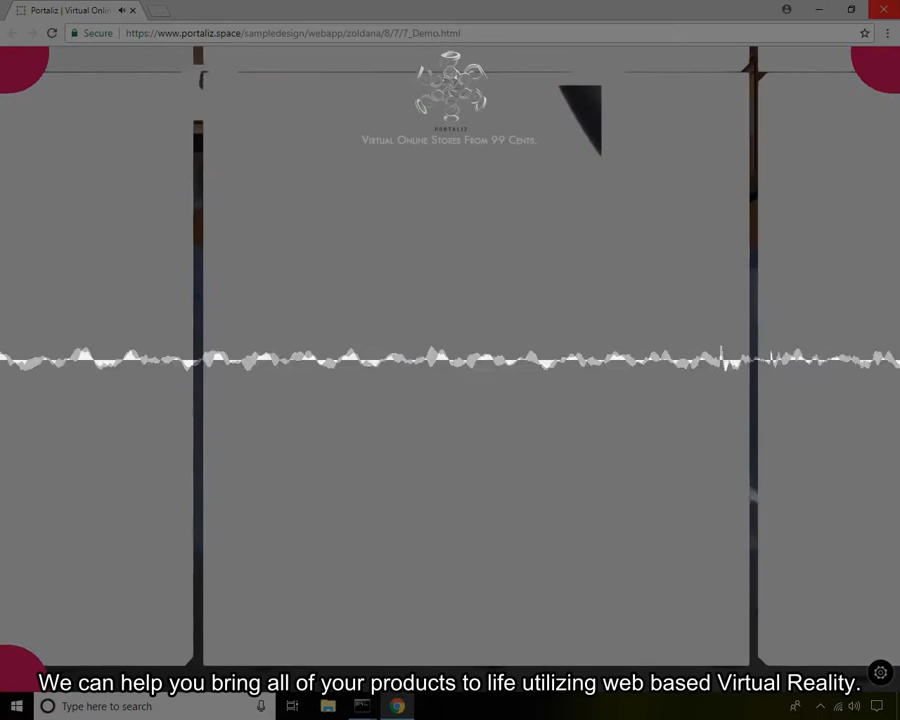 Portaliz | Virtual Onlin
Secure
https://www.portaliz.space/sampledesign/webapp/zoldana/8/7/7_Demo.html
PORTALIZ
Virtual Online Stores From 99 Cents.
We can help you bring all of your products to life utilizing web based Virtual Reality.
Type here to search